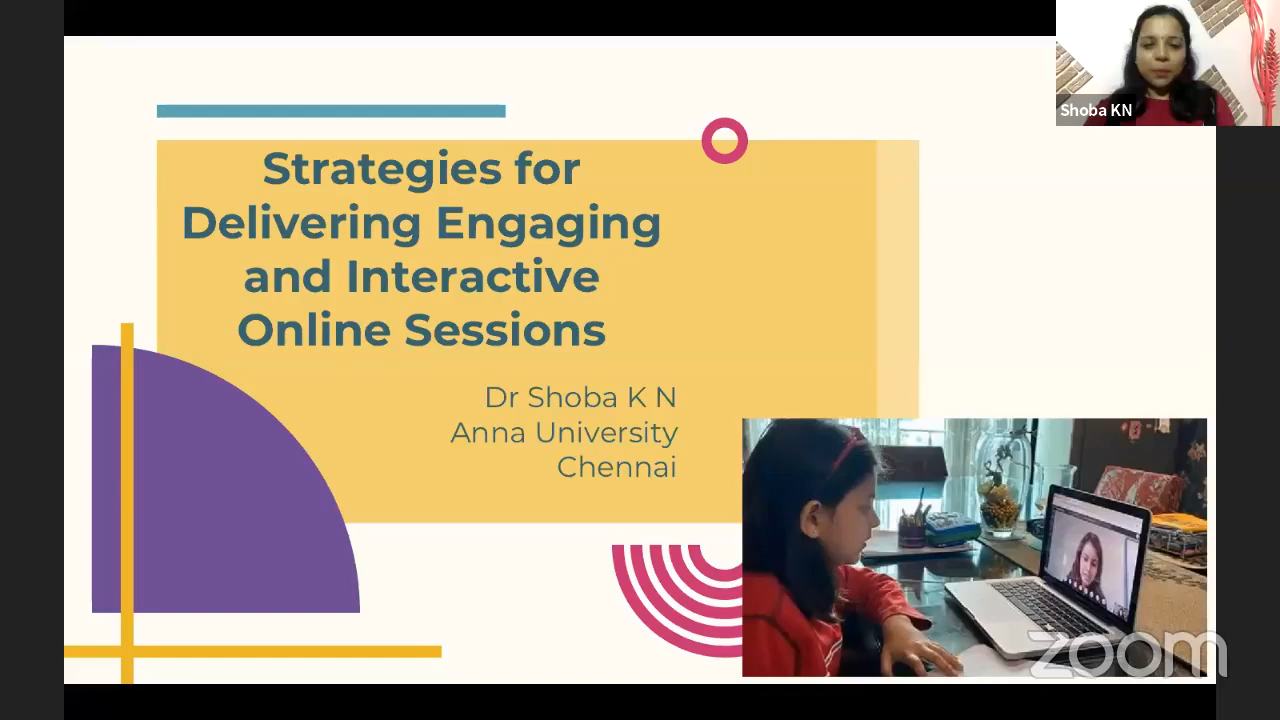 Shoba KN
Strategies for
Delivering Engaging
and Interactive
Online Sessions
Dr Shoba K N
Anna University
Chennai
zoom